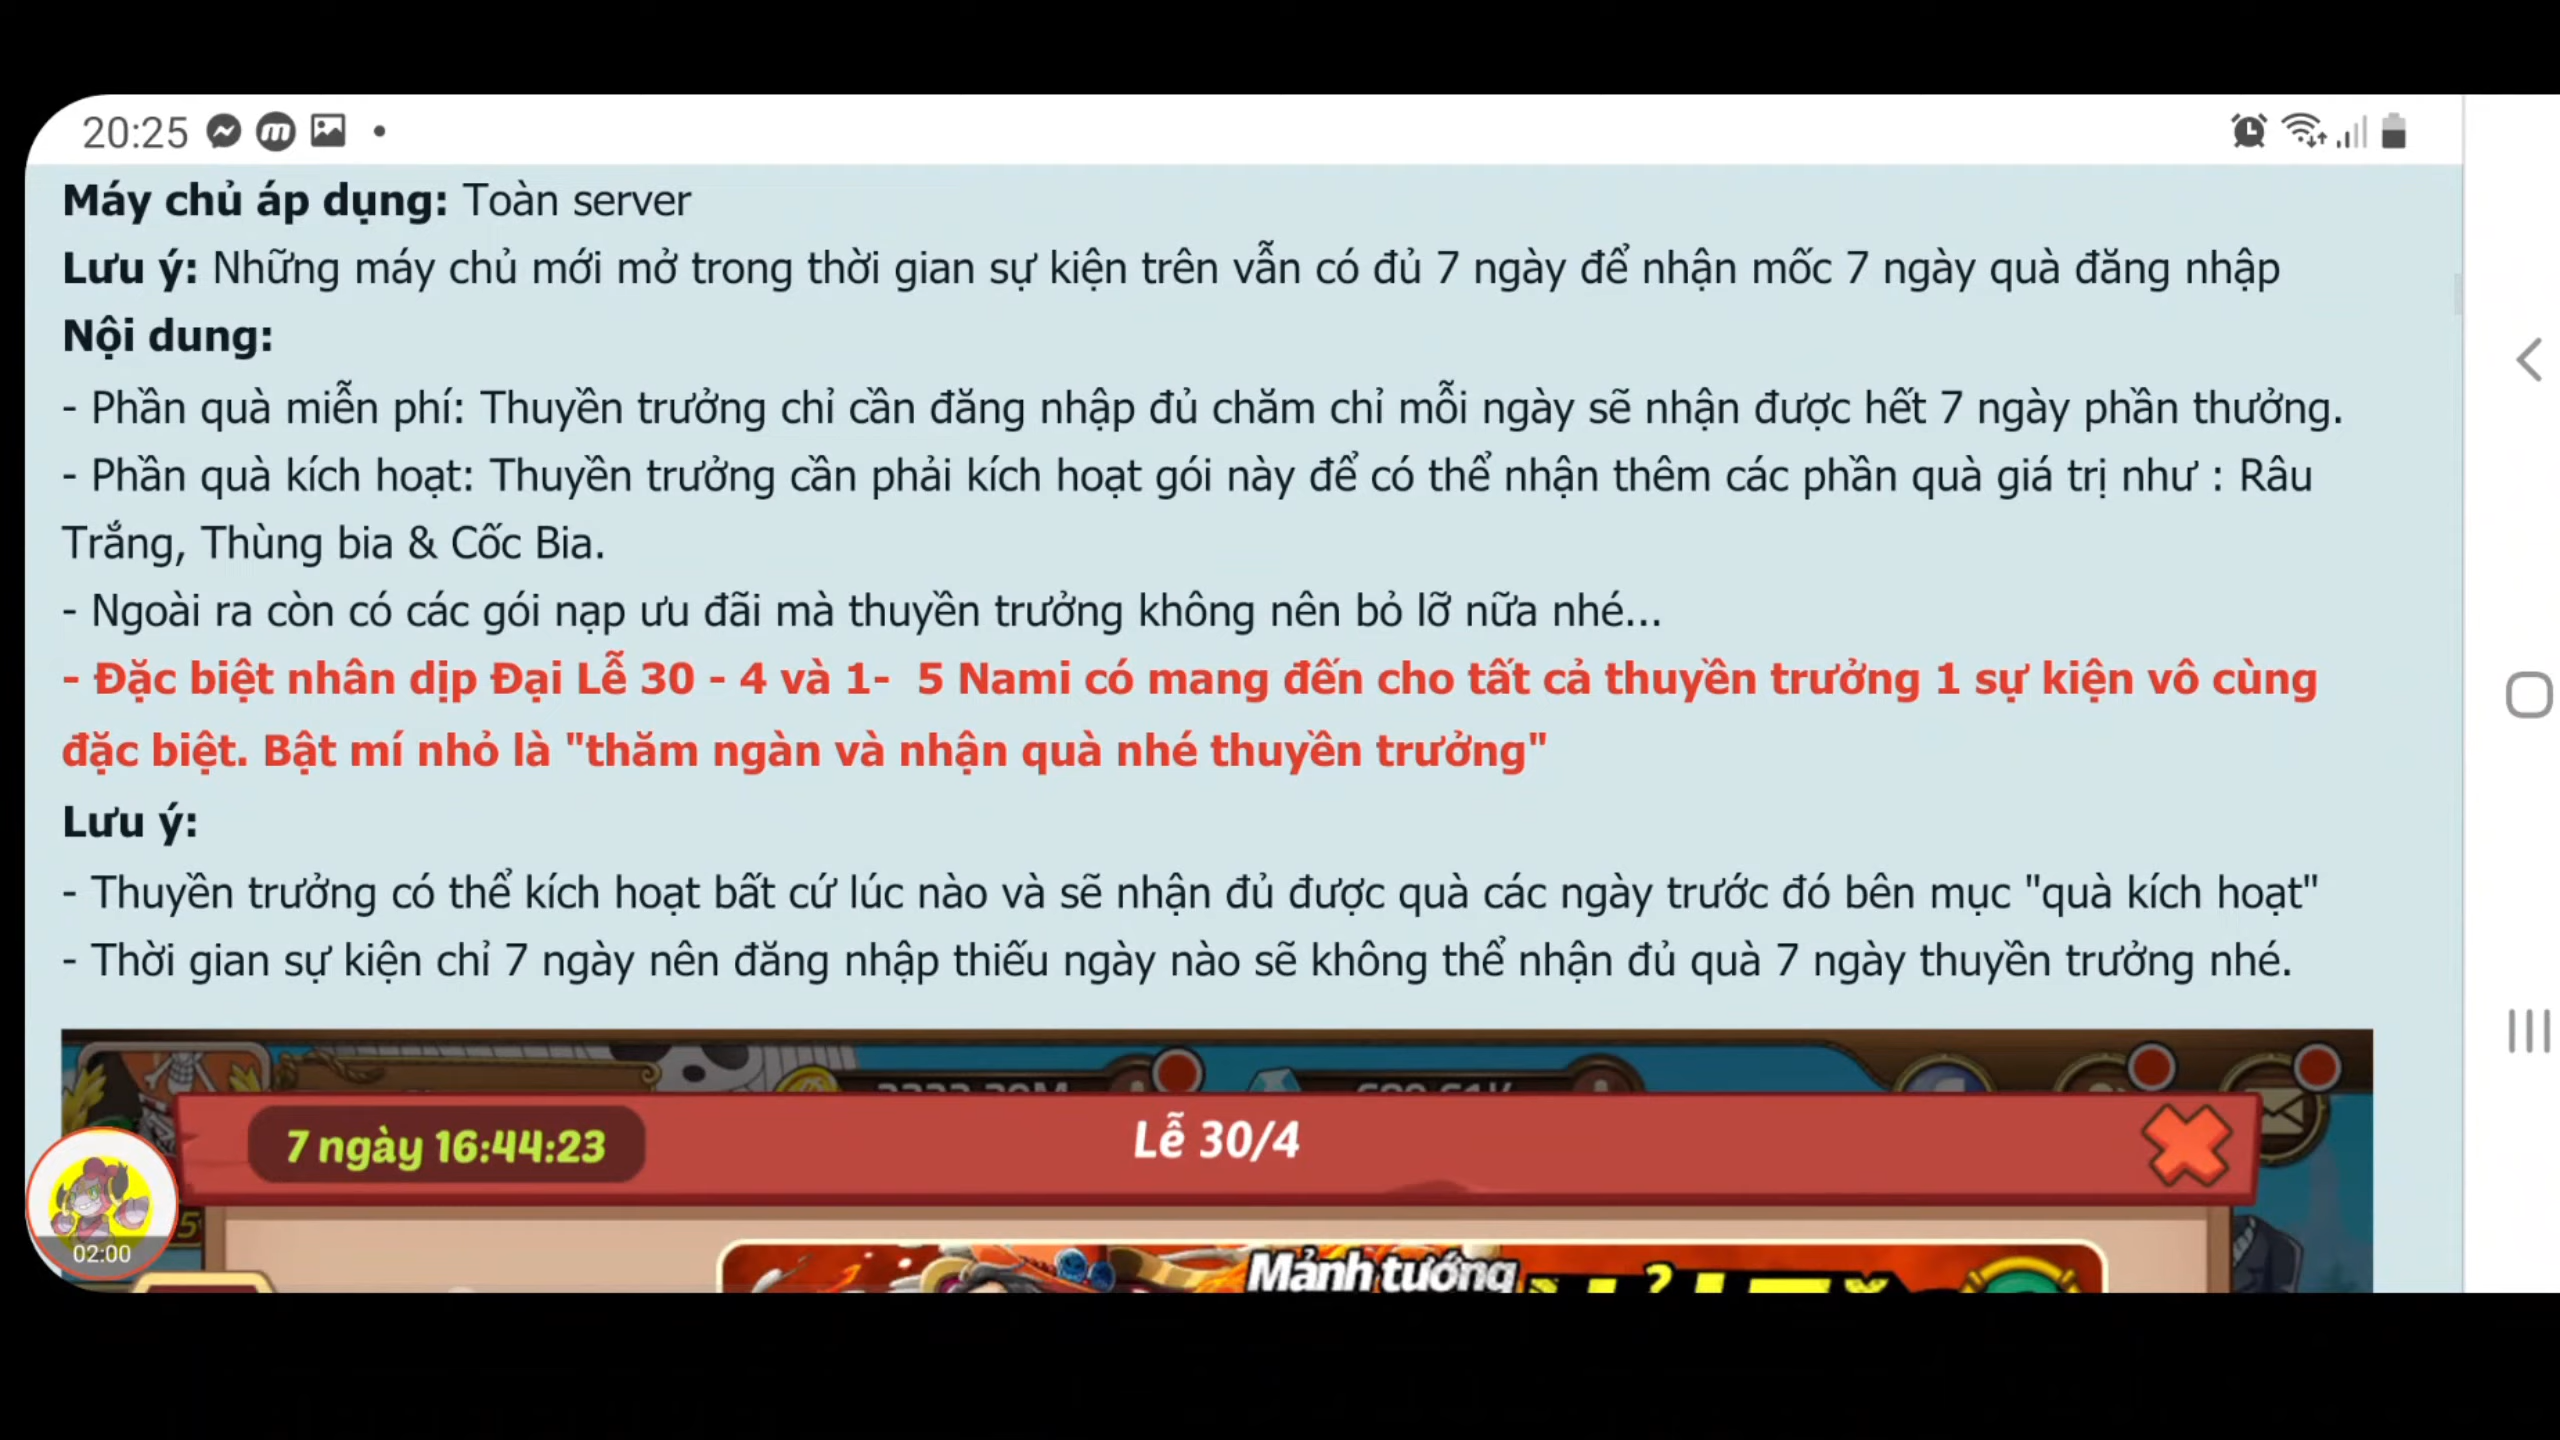 20:25
Máy chủ áp dụng: Toàn server
Lưu ý: Những máy chủ mới mở trong thời gian sự kiện trên vẫn có đủ 7 ngày để nhận mốc 7 ngày quà đăng nhập
Nội dung:
- Phần quà miễn phí: Thuyền trưởng chỉ cần đăng nhập đủ chăm chỉ mỗi ngày sẽ nhận được hết 7 ngày phần thưởng.
- Phần quà kích hoạt: Thuyền trưởng cần phải kích hoạt gói này để có thể nhận thêm các phần quà giá trị như : Râu
Trắng, Thùng bia & Cốc Bia.
- Ngoài ra còn có các gói nạp ưu đãi mà thuyền trưởng không nên bỏ lỡ nữa nhé...
- Đặc biệt nhân dịp Đại Lễ 30 - 4 và 1-  5 Nami có mang đến cho tất cả thuyền trưởng 1 sự kiện vô cùng
đặc biệt. Bật mí nhỏ là "thăm ngàn và nhận quà nhé thuyền trưởng"
Lưu ý:
- Thuyền trưởng có thể kích hoạt bất cứ lúc nào và sẽ nhận đủ được quà các ngày trước đó bên mục "quà kích hoạt"
- Thời gian sự kiện chỉ 7 ngày nên đăng nhập thiếu ngày nào sẽ không thể nhận đủ quà 7 ngày thuyền trưởng nhé.
7 ngày 16:44:23
Lễ 30/4
02:00
Mảnh tướng